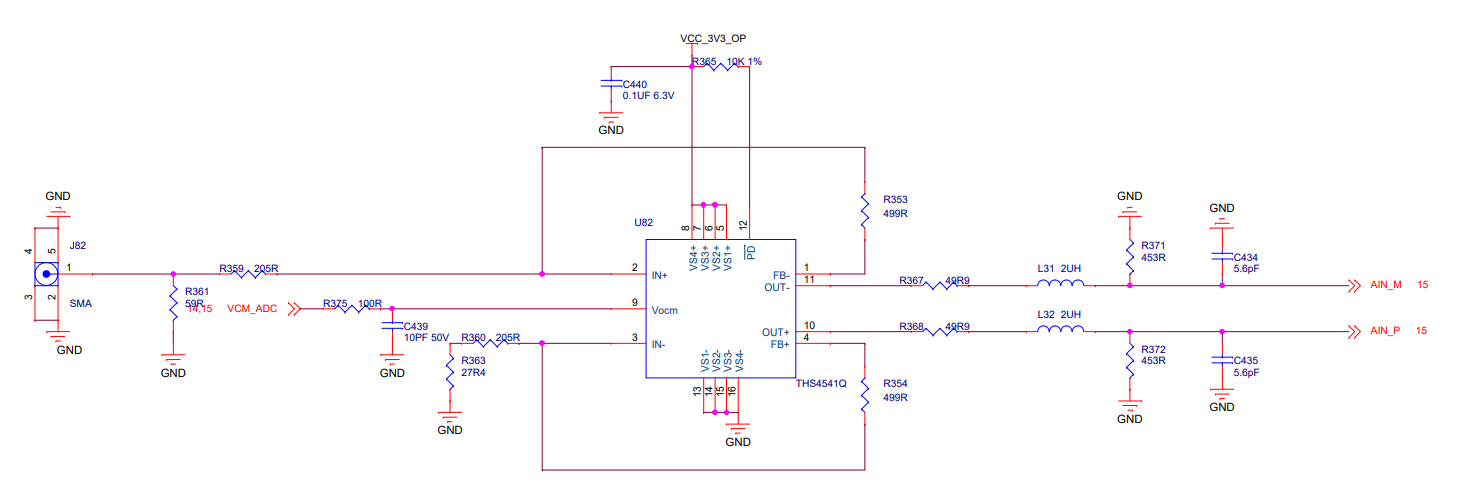 VCC_3V3_OP
R365 10K 1%
C440
0.1UF 6.3V
GND
GND
J82
4
5
1
3
2
SMA
GND
R359 205R
R361
59R
GND
14,15 VCM_ADC
R375 100R
C439
10PF 50V
GND
R360 205R
R363
27R4
GND
U82
8
7
6
5
12
VS4+
VS3+
VS2+
VS1+
PD
2 IN+
9 Vocm
3 IN-
FB- 1
OUT- 11
OUT+ 10
FB+ 4
VS1-
VS2-
VS3-
VS4-
13
14
15
16
THS4541Q
GND
R353
499R
R354
499R
R367 49R9
R368 49R9
L31 2UH
L32 2UH
GND
R371
453R
GND
C434
5.6pF
AIN_M 15
AIN_P 15
R372
453R
GND
C435
5.6pF
GND